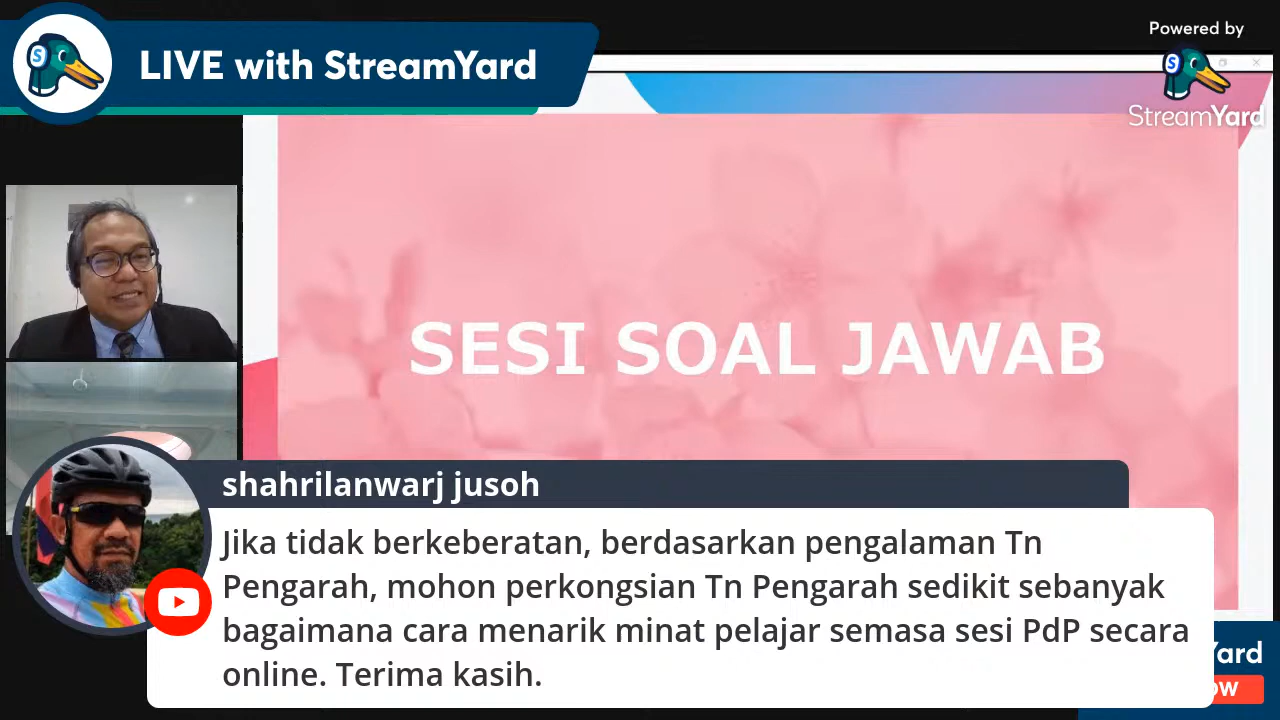 LIVE with StreamYard
Powered by
StreamYard
SESI SOAL JAWAB
shahrilanwarj jusoh
Jika tidak berkeberatan, berdasarkan pengalaman Tn
Pengarah, mohon perkongsian Tn Pengarah sedikit sebanyak
bagaimana cara menarik minat pelajar semasa sesi PdP secara
online. Terima kasih.